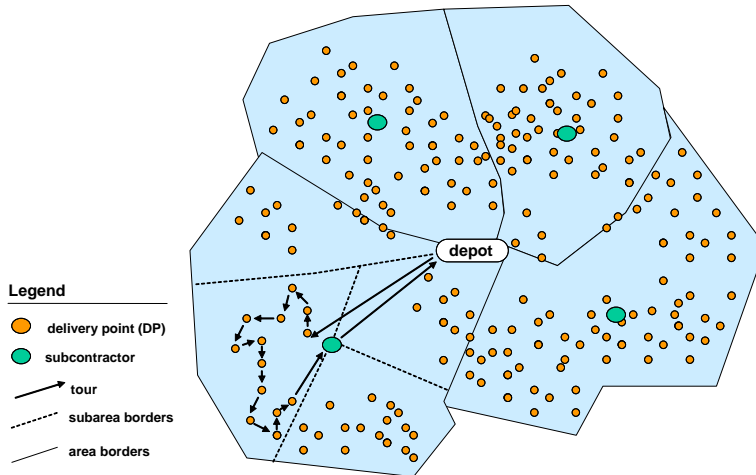 depot
Legend
delivery point (DP)
subcontractor
tour
subarea borders
area borders